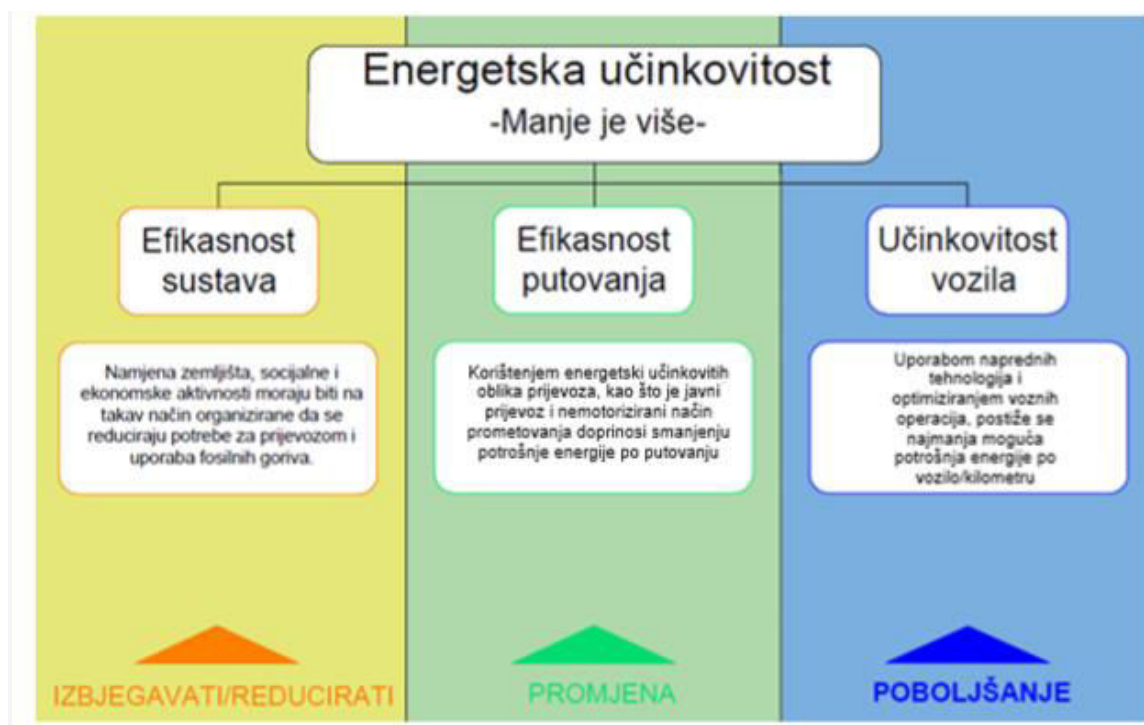 Energetska učinkovitost
-Manje je više-
Efikasnost
sustava
Efikasnost
putovanja
Učinkovitost
vozila
Namjena zemljišta, socijalne i
ekonomske aktivnosti moraju biti na
takav način organizirane da se
reduciraju potrebe za prijevozom i
uporaba fosilnih goriva.
Korištenjem energetski učinkovitih
oblika prijevoza, kao što je javni
prijevoz i nemotorizirani način
prometovanja doprinosi smanjenju
potrošnje energije po putovanju
Uporabom naprednih
tehnologija i
optimiziranjem voznih
operacija, postiže se
najmanja moguča
potrošnja energije po
vozilo/kilometru
IZBJEGAVATI/REDUCIRATI
PROMJENA
POBOLJŠANJE